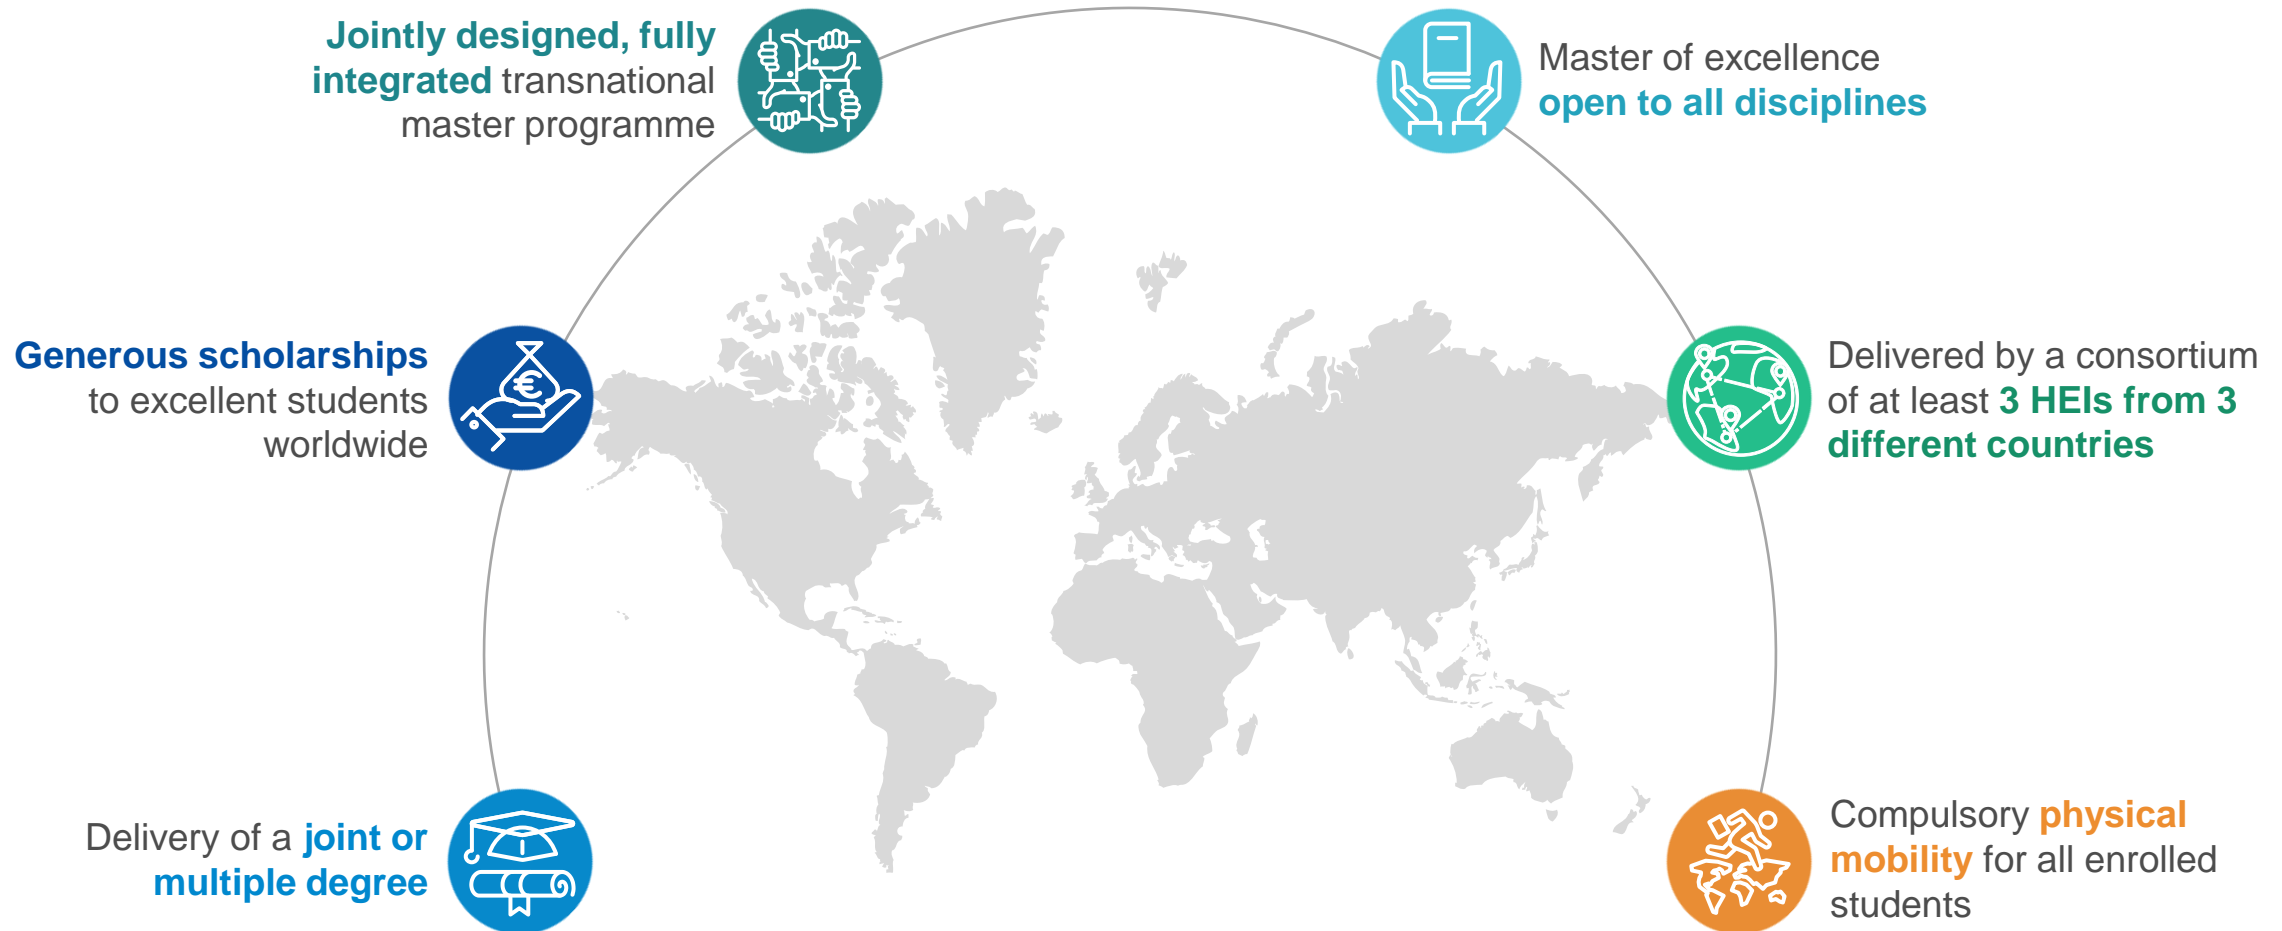 Jointly designed, fully
integrated transnational
master programme
Master of excellence
open to all disciplines
Generous scholarships
to excellent students
worldwide
€
Delivered by a consortium
of at least 3 HEIs from 3
different countries
Delivery of a joint or
multiple degree
Compulsory physical
mobility for all enrolled
students